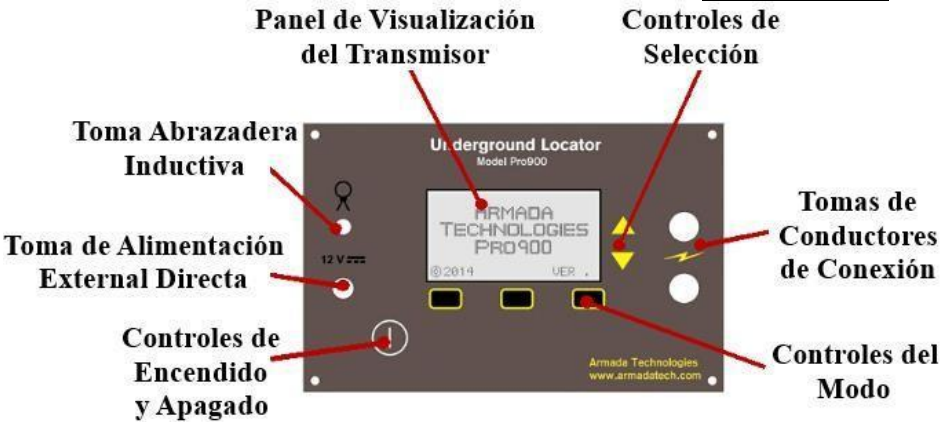 Panel de Visualización
del Transmisor
Controles de
Selección
Toma Abrazadera
Inductiva
Toma de Alimentación
External Directa
Controles de
Encendido
y Apagado
Underground Locator
Model Pro900
ARMADA
TECHNOLOGIES
PRO900
©2014 VER .
12 V
Armada Technologies
www.armadatech.com
Tomas de
Conductores
de Conexión
Controles del
Modo